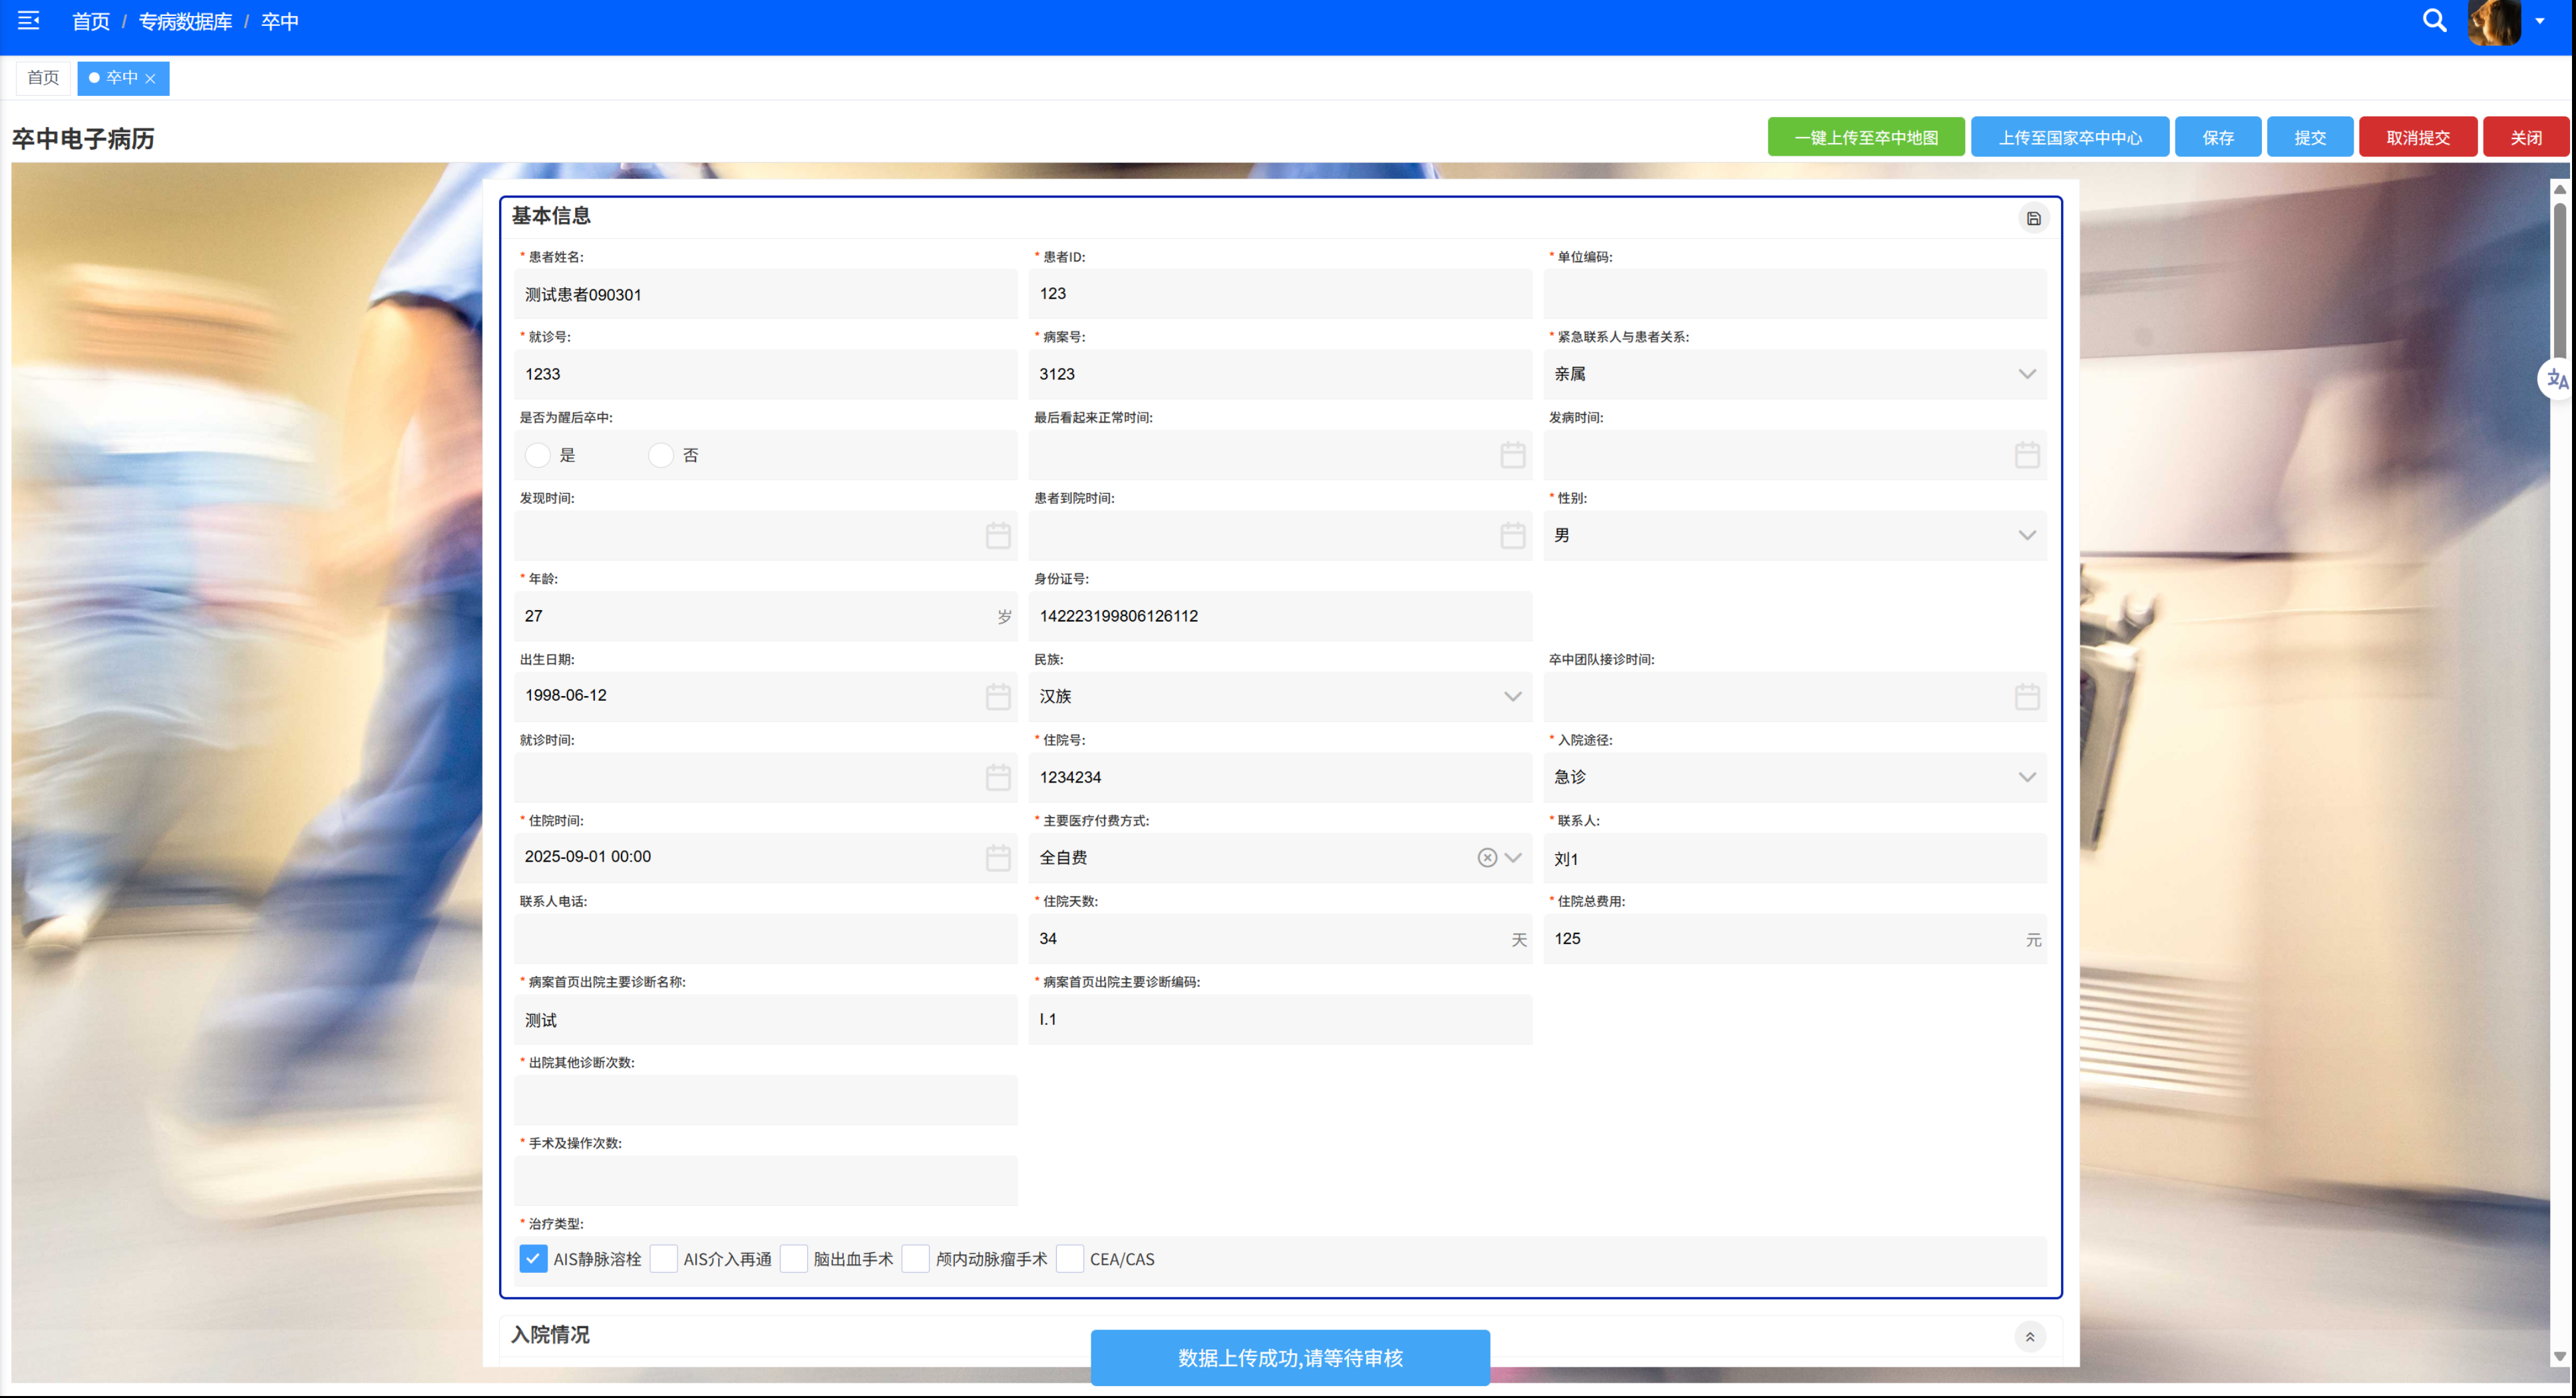 首页 / 专病数据库 / 卒中
首页 卒中
卒中电子病历 一键上传至卒中地图 上传至国家卒中中心 保存 提交 取消提交 关闭
基本信息
* 患者姓名: * 患者ID: * 单位编码:
测试患者090301 123
* 就诊号: * 病案号: * 紧急联系人与患者关系:
1233 3123 亲属
是否为醒后卒中: 最后看起来正常时间: 发病时间:
是 否
发现时间: 患者到院时间: * 性别:
男
* 年龄: 身份证号:
27 岁 142223199806126112
出生日期: 民族: 卒中团队接诊时间:
1998-06-12 汉族
就诊时间: * 住院号: * 入院途径:
1234234 急诊
* 住院时间: * 主要医疗付费方式: * 联系人:
2025-09-01 00:00 全自费 刘1
联系人电话: * 住院天数: * 住院总费用:
34 天 125 元
* 病案首页出院主要诊断名称: * 病案首页出院主要诊断编码:
测试 I.1
* 出院其他诊断次数:
* 手术及操作次数:
* 治疗类型:
AIS静脉溶栓 AIS介入再通 脑出血手术 颅内动脉瘤手术 CEA/CAS
入院情况
数据上传成功,请等待审核